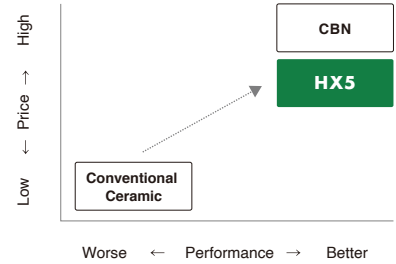 High
CBN
HX5
Low ← Price →
Conventional
Ceramic
Worse ← Performance → Better